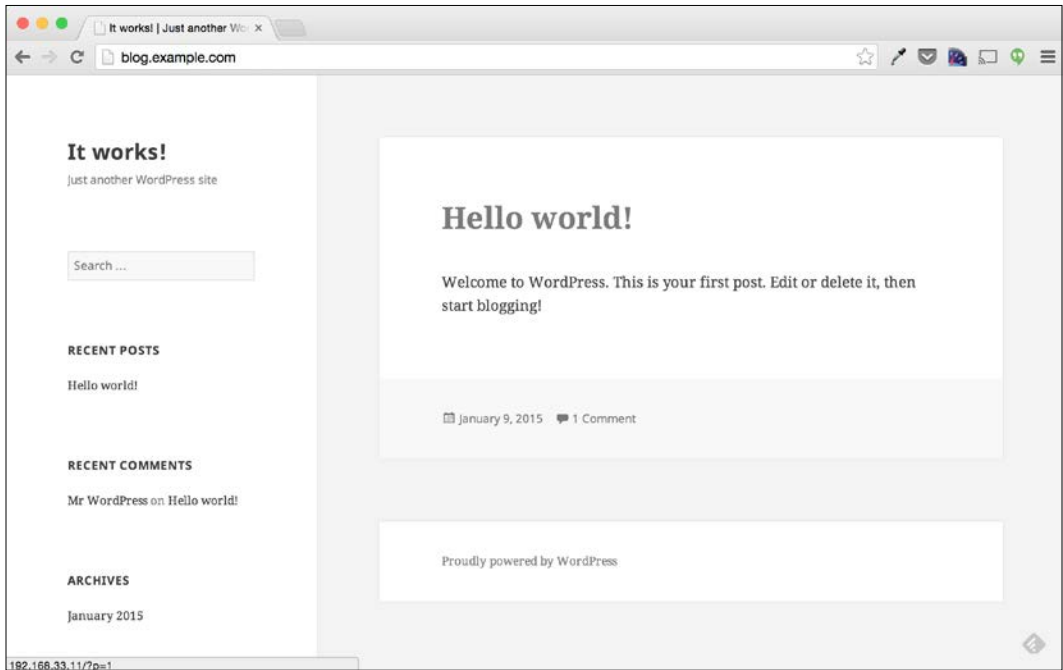 It works! | Just another Wo
blog.example.com
It works!
Just another WordPress site
Search ...
RECENT POSTS
Hello world!
RECENT COMMENTS
Mr WordPress on Hello world!
ARCHIVES
January 2015
Hello world!
Welcome to WordPress. This is your first post. Edit or delete it, then
start blogging!
January 9, 2015 1 Comment
Proudly powered by WordPress
192.168.33.11/?p=1